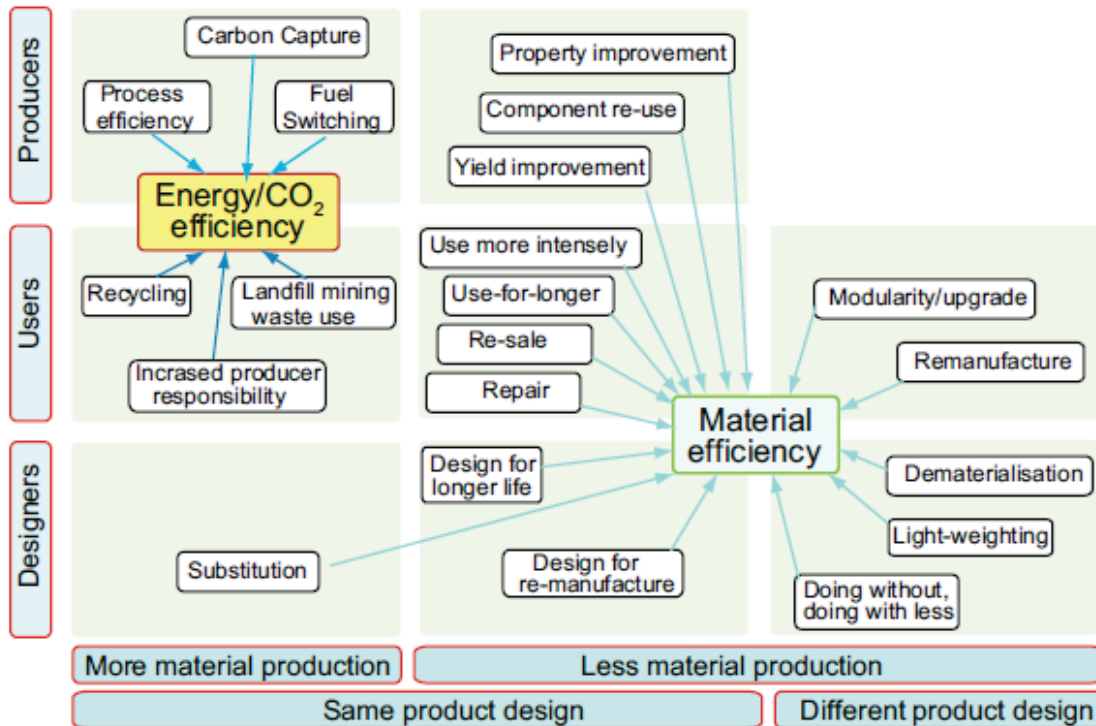 Producers
Carbon Capture
Process
efficiency
Fuel
Switching
Property improvement
Component re-use
Yield improvement
Energy/CO2
efficiency
Users
Recycling
Landfill mining
waste use
Incrased producer
responsibility
Use more intensely
Use-for-longer
Re-sale
Repair
Modularity/upgrade
Remanufacture
Material
efficiency
Designers
Substitution
Design for
longer life
Design for
re-manufacture
Dematerialisation
Light-weighting
Doing without,
doing with less
More material production
Less material production
Same product design
Different product design